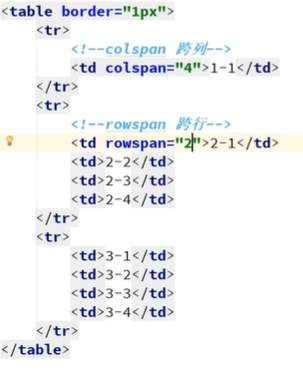 <table border="1px">
    <tr>
        <!--colspan 跨列-->
        <td colspan="4">1-1</td>
    </tr>
    <tr>
        <!--rowspan 跨行-->
        <td rowspan="2">2-1</td>
        <td>2-2</td>
        <td>2-3</td>
        <td>2-4</td>
    </tr>
    <tr>
        <td>3-1</td>
        <td>3-2</td>
        <td>3-3</td>
        <td>3-4</td>
    </tr>
</table>